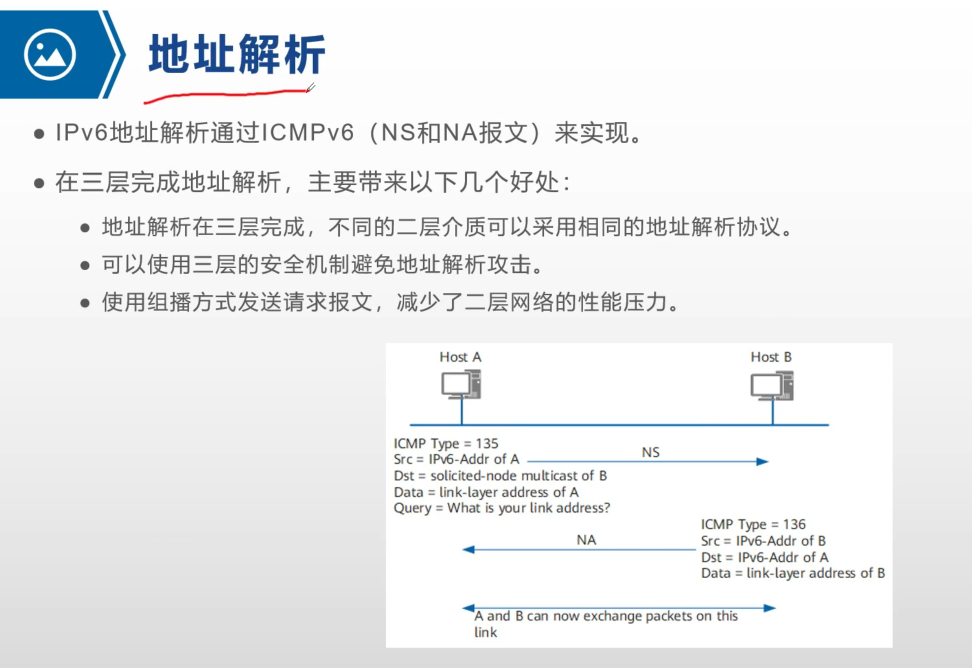 地址解析
IPv6地址解析通过ICMPv6（NS和NA报文）来实现。
在三层完成地址解析，主要带来以下几个好处：
地址解析在三层完成，不同的二层介质可以采用相同的地址解析协议。
可以使用三层的安全机制避免地址解析攻击。
使用组播方式发送请求报文，减少了二层网络的性能压力。
Host A
Host B
ICMP Type = 135
Src = IPv6-Addr of A
NS
Dst = solicited-node multicast of B
Data = link-layer address of A
Query = What is your link address?
ICMP Type = 136
NA
Src = IPv6-Addr of B
Dst = IPv6-Addr of A
Data = link-layer address of B
A and B can now exchange packets on this
link